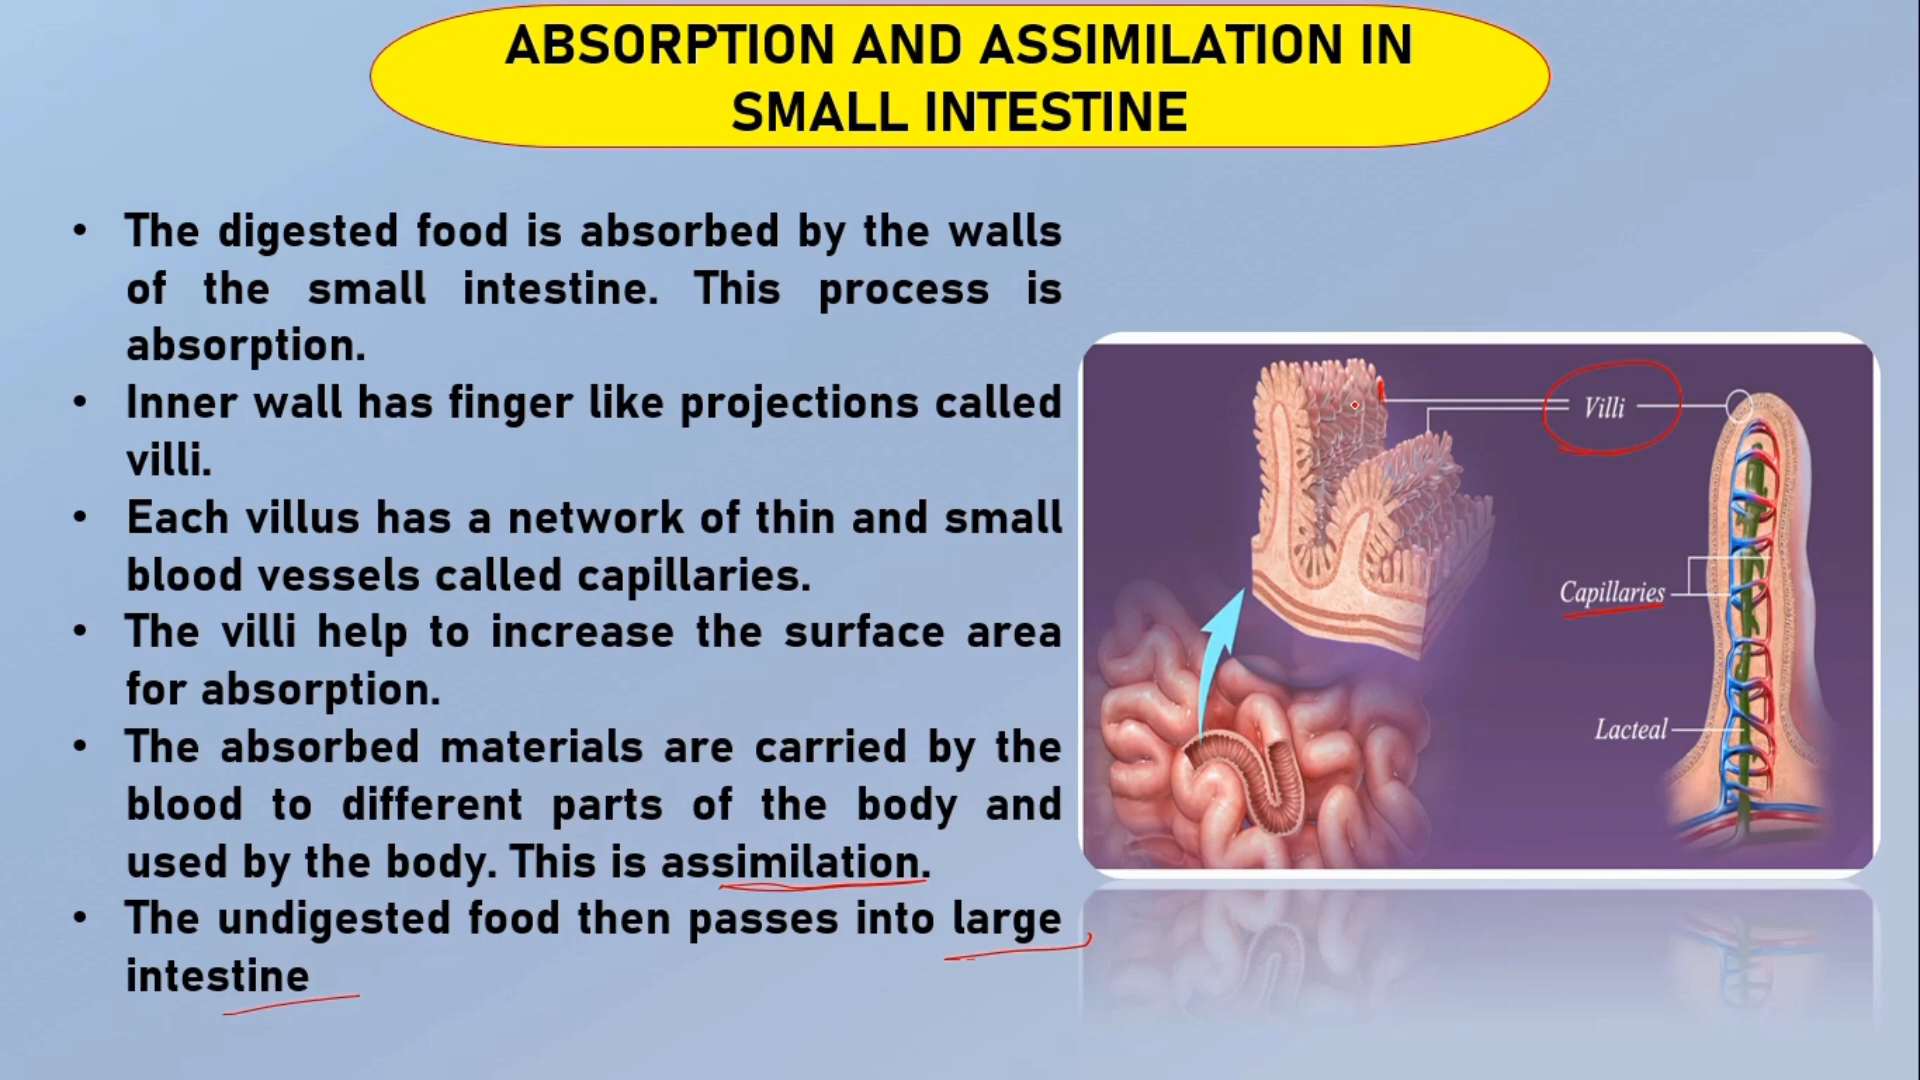 ABSORPTION AND ASSIMILATION IN
SMALL INTESTINE
• The digested food is absorbed by the walls
of the small intestine. This process is
absorption.
• Inner wall has finger like projections called
villi.
• Each villus has a network of thin and small
blood vessels called capillaries.
• The villi help to increase the surface area
for absorption.
• The absorbed materials are carried by the
blood to different parts of the body and
used by the body. This is assimilation.
• The undigested food then passes into large
intestine
Villi
Capillaries
Lacteal